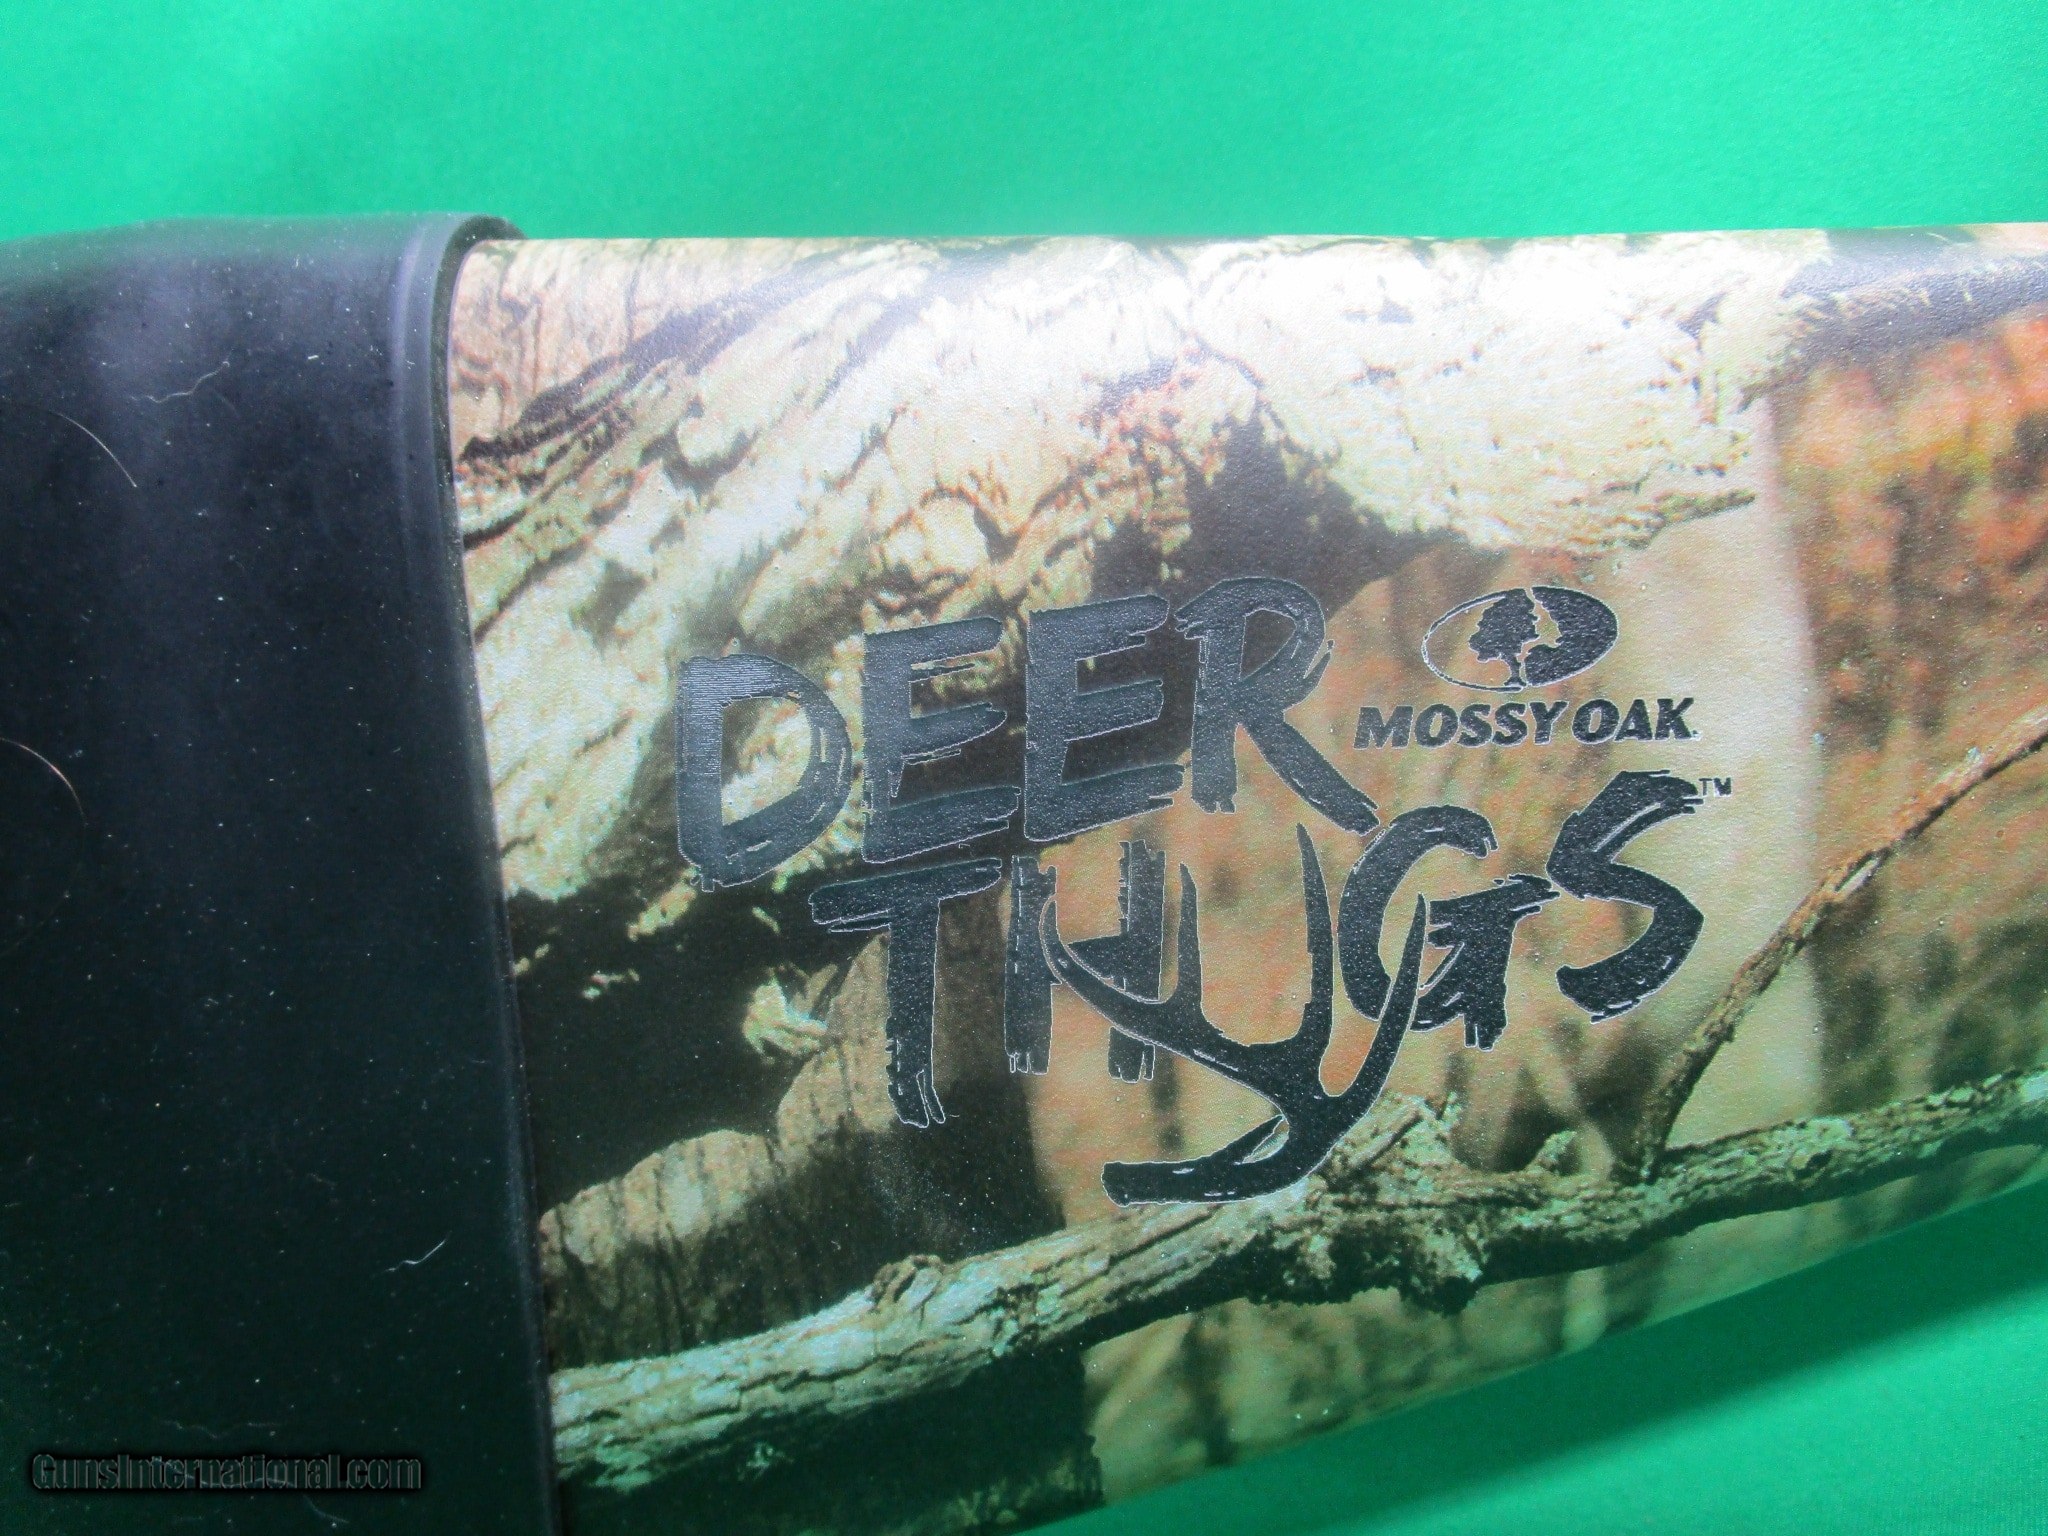 DEER
MOSSY OAK
THUGS™
GunsInternational.com